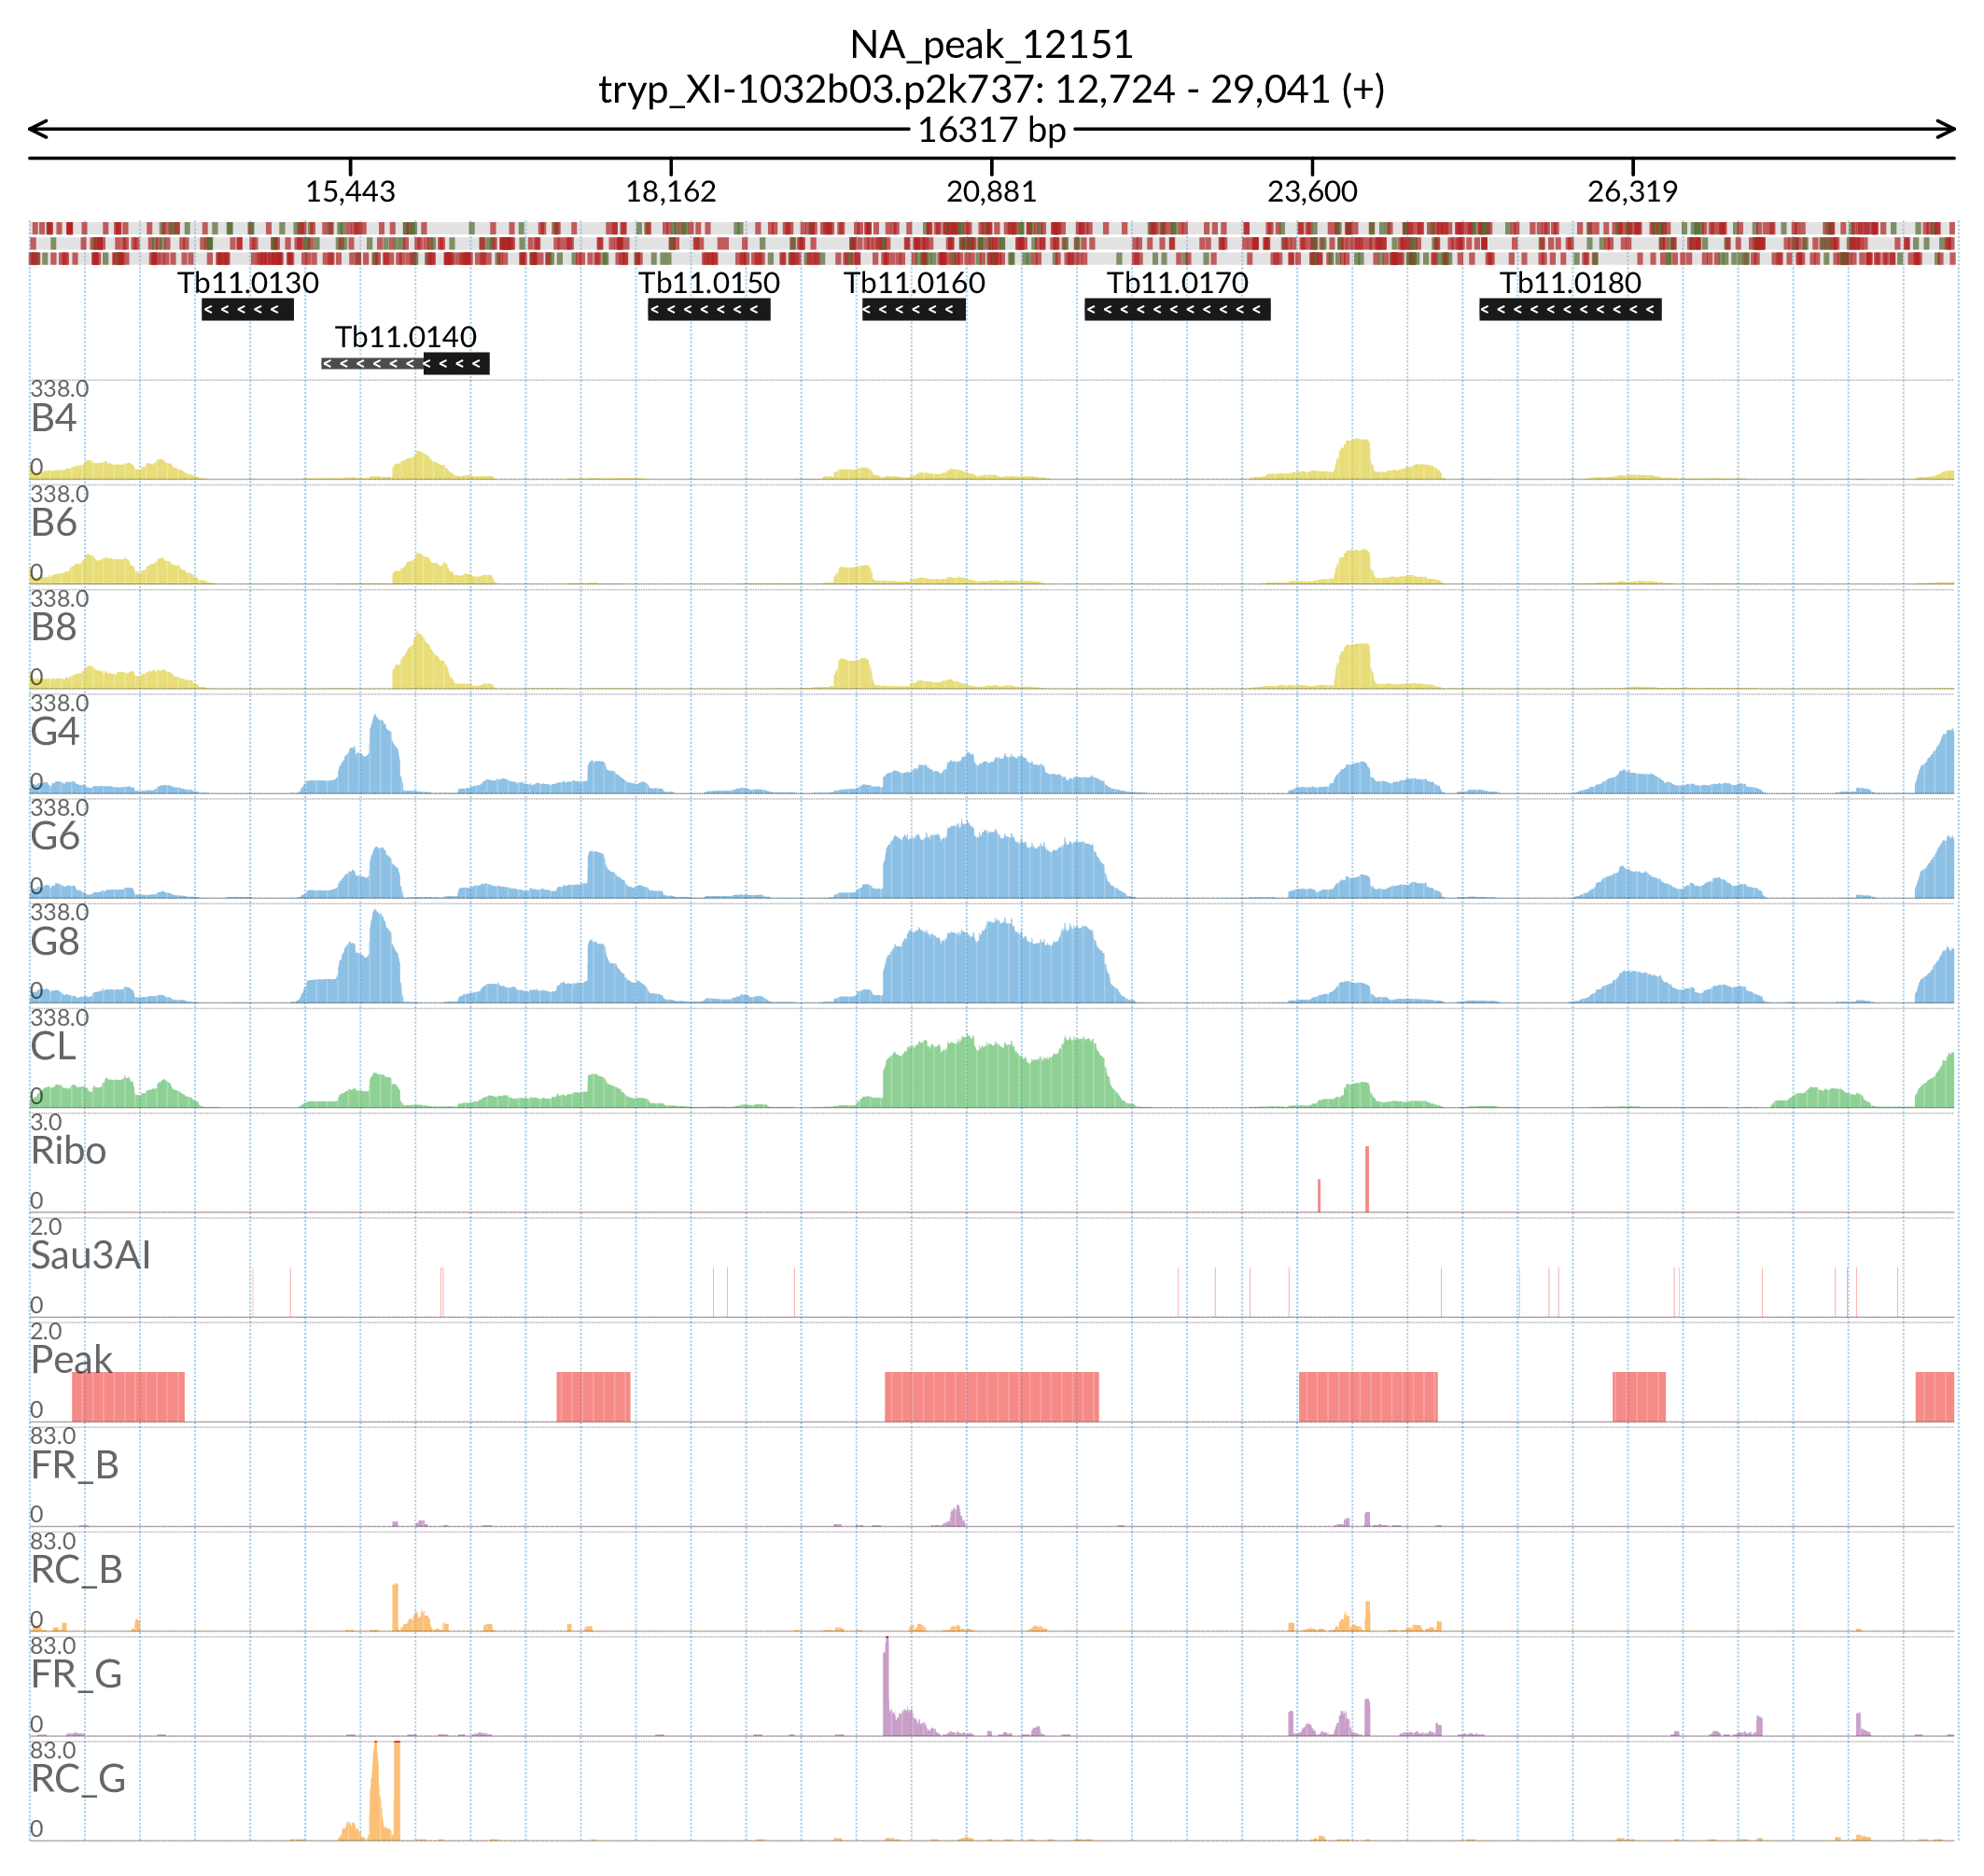 NA_peak_12151
tryp_XI-1032b03.p2k737: 12,724 - 29,041 (+)
16317 bp
15,443 18,162 20,881 23,600 26,319
Tb11.0130 Tb11.0150 Tb11.0160 Tb11.0170 Tb11.0180
Tb11.0140
338.0
B4
0
338.0
B6
0
338.0
B8
0
338.0
G4
0
338.0
G6
0
338.0
G8
0
338.0
CL
0
3.0
Ribo
0
2.0
Sau3AI
0
2.0
Peak
0
83.0
FR_B
0
83.0
RC_B
0
83.0
FR_G
0
83.0
RC_G
0